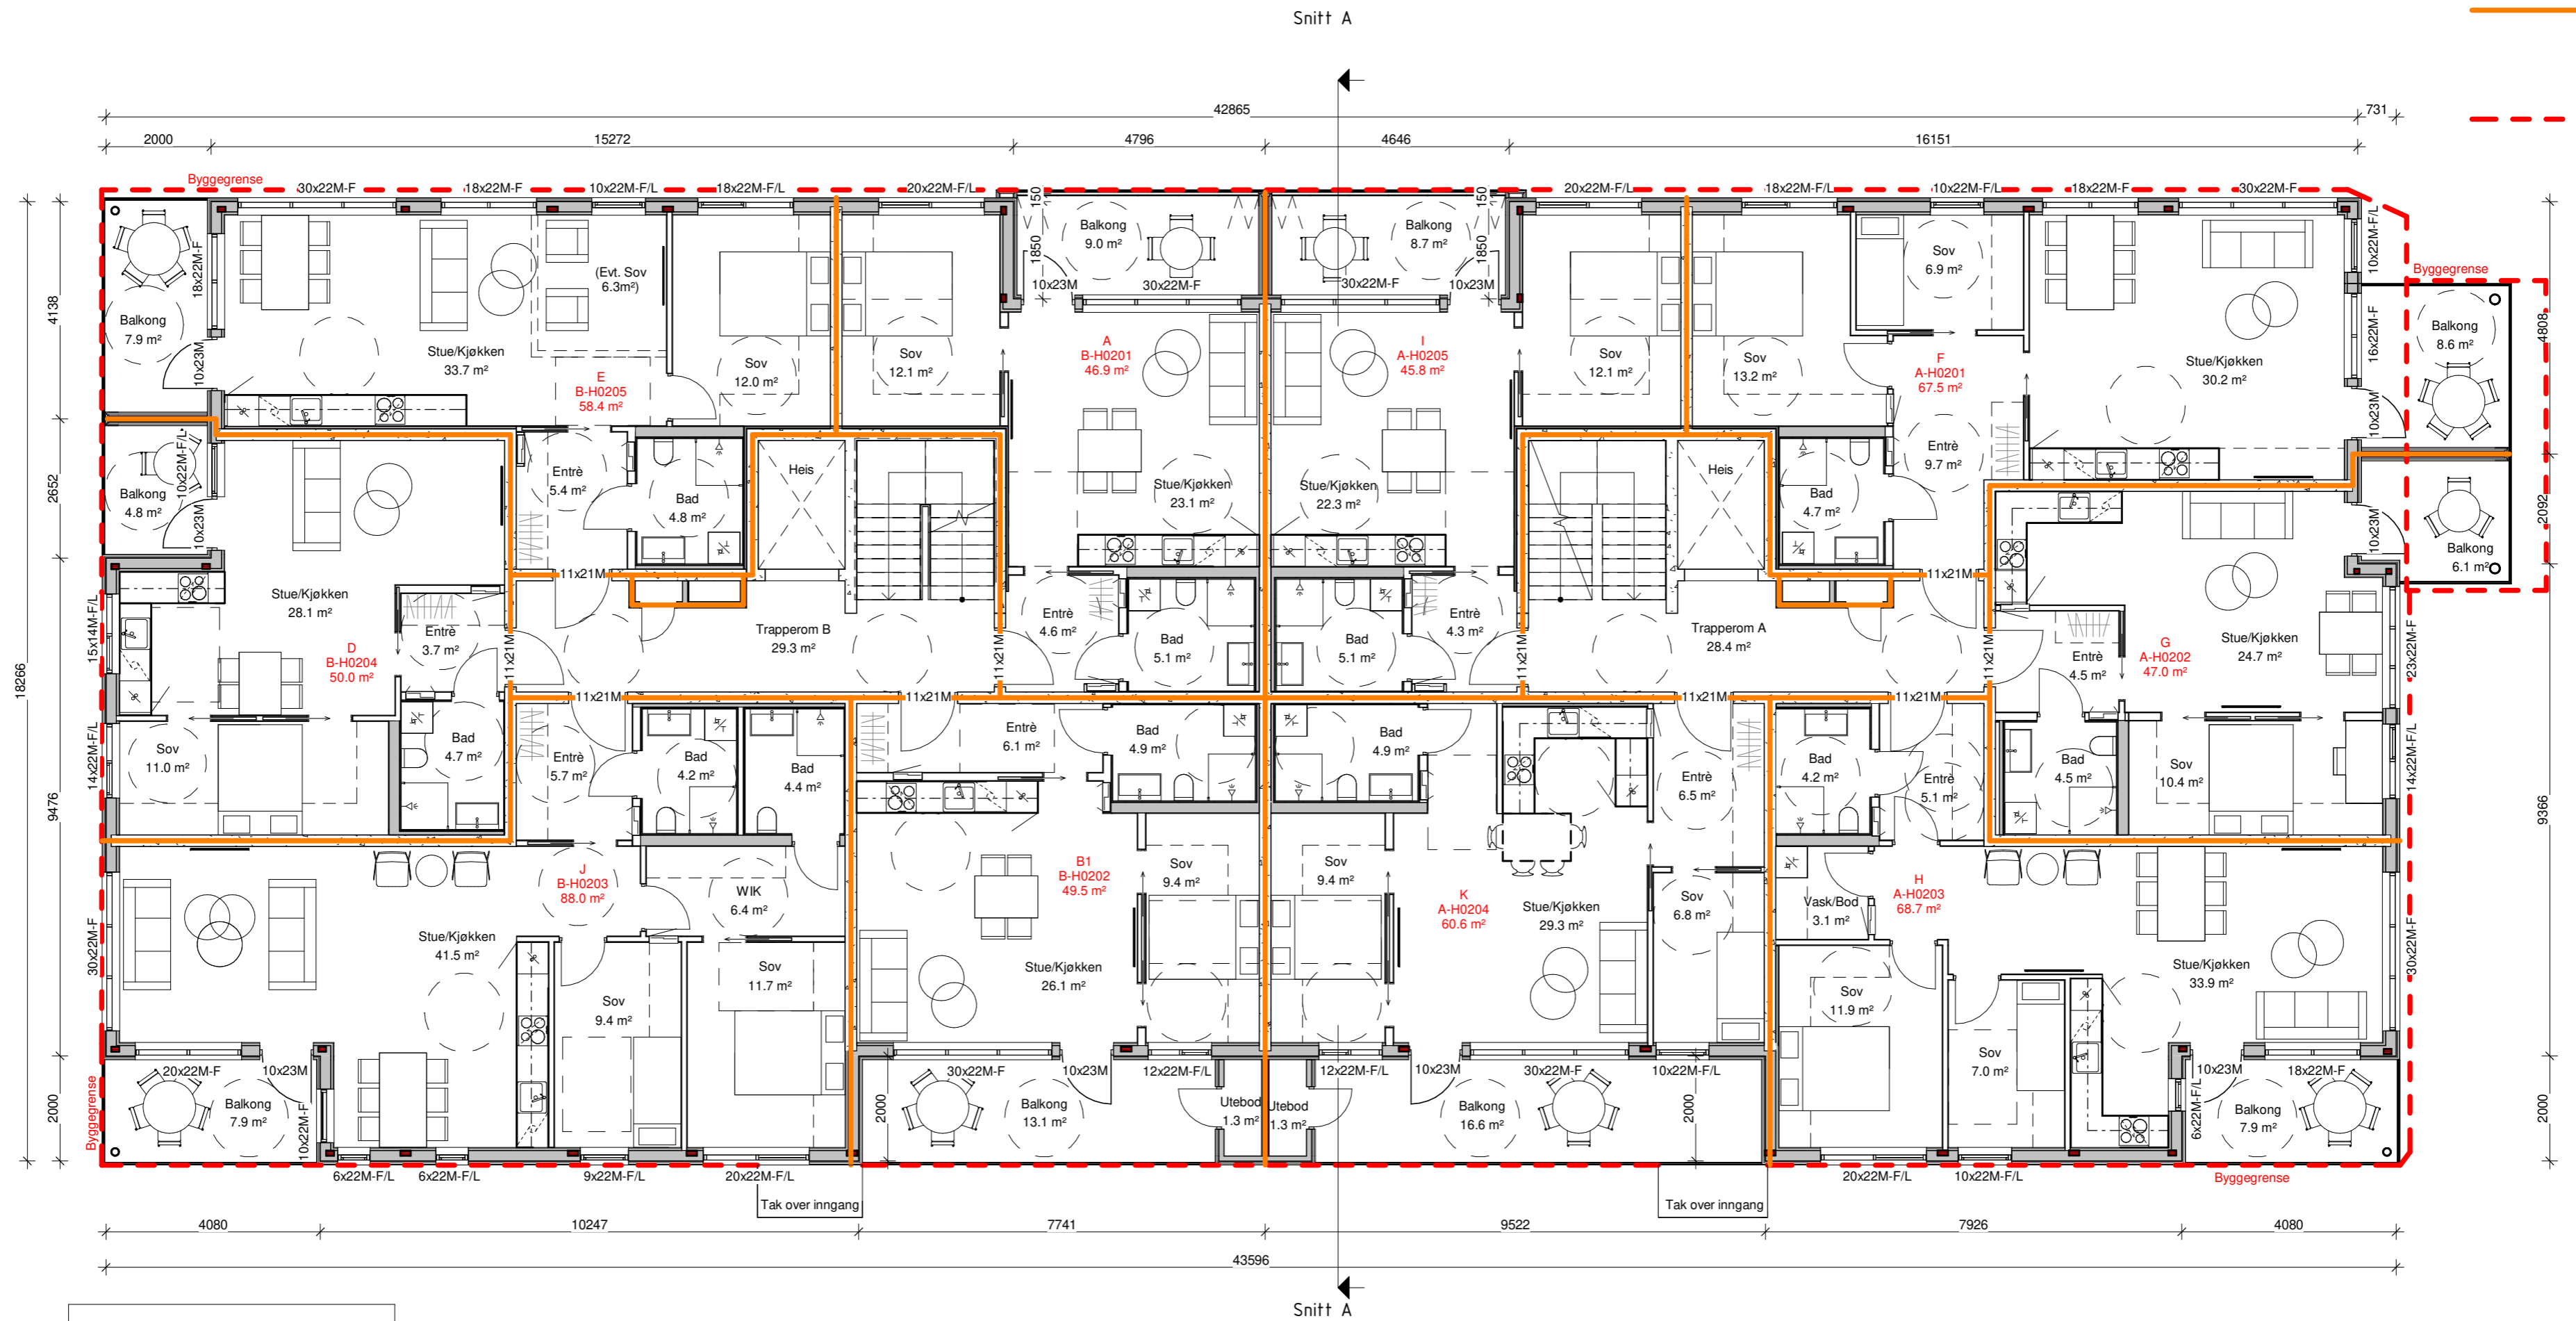 Snitt A
42865
731
2000
15272
4796
4646
16151
Byggegrense
30x22M-F
18x22M-F
10x22M-F/L
18x22M-F/L
20x22M-F/L
20x22M-F/L
18x22M-F/L
10x22M-F/L
18x22M-F
30x22M-F
150
1850
150
1850
10x22M-F/L
Byggegrense
4138
2652
18266
9476
2000
4808
2092
9366
2000
Balkong
7.9 m²
18x22M-F
10x23M
Stue/Kjøkken
33.7 m²
(Evt. Sov
6.3m²)
E
B-H0205
58.4 m²
Sov
12.0 m²
Sov
12.1 m²
Balkong
9.0 m²
10x23M
30x22M-F
A
B-H0201
46.9 m²
Balkong
8.7 m²
30x22M-F
10x23M
I
A-H0205
45.8 m²
Sov
12.1 m²
Sov
13.2 m²
Sov
6.9 m²
F
A-H0201
67.5 m²
Stue/Kjøkken
30.2 m²
16x22M-F
10x23M
Balkong
8.6 m²
Balkong
4.8 m²
10x22M-F/L
10x23M
Entrè
5.4 m²
Bad
4.8 m²
Heis
Stue/Kjøkken
23.1 m²
Stue/Kjøkken
22.3 m²
Heis
Bad
4.7 m²
Entrè
9.7 m²
10x23M
Balkong
6.1 m²
Stue/Kjøkken
28.1 m²
11x21M
11x21M
15x14M-F/L
Entrè
3.7 m²
D
B-H0204
50.0 m²
11x21M
Trapperom B
29.3 m²
11x21M
Entrè
4.6 m²
Bad
5.1 m²
Bad
5.1 m²
Entrè
4.3 m²
11x21M
Trapperom A
28.4 m²
11x21M
Entrè
4.5 m²
G
A-H0202
47.0 m²
Stue/Kjøkken
24.7 m²
23x22M-F
11x21M
11x21M
11x21M
11x21M
14x22M-F/L
Sov
11.0 m²
Bad
4.7 m²
Entrè
5.7 m²
Bad
4.2 m²
Bad
4.4 m²
Entrè
6.1 m²
Bad
4.9 m²
Bad
4.9 m²
Entrè
6.5 m²
Bad
4.2 m²
Entrè
5.1 m²
Bad
4.5 m²
Sov
10.4 m²
14x22M-F/L
30x22M-F
Stue/Kjøkken
41.5 m²
J
B-H0203
88.0 m²
WIK
6.4 m²
B1
B-H0202
49.5 m²
Sov
9.4 m²
Sov
9.4 m²
K
A-H0204
60.6 m²
Stue/Kjøkken
29.3 m²
Sov
6.8 m²
Vask/Bod
3.1 m²
H
A-H0203
68.7 m²
Stue/Kjøkken
33.9 m²
30x22M-F
Sov
9.4 m²
Sov
11.7 m²
Stue/Kjøkken
26.1 m²
Sov
11.9 m²
Sov
7.0 m²
Byggegrense
20x22M-F
10x23M
Balkong
7.9 m²
10x22M-F
2000
30x22M-F
10x23M
12x22M-F/L
Balkong
13.1 m²
Utebod
1.3 m²
Utebod
1.3 m²
12x22M-F/L
10x23M
30x22M-F
10x22M-F/L
Balkong
16.6 m²
2000
6x22M-F/L
10x23M
18x22M-F
Balkong
7.9 m²
6x22M-F/L
6x22M-F/L
9x22M-F/L
20x22M-F/L
20x22M-F/L
10x22M-F/L
Byggegrense
Tak over inngang
Tak over inngang
4080
10247
7741
9522
7926
4080
43596
Snitt A